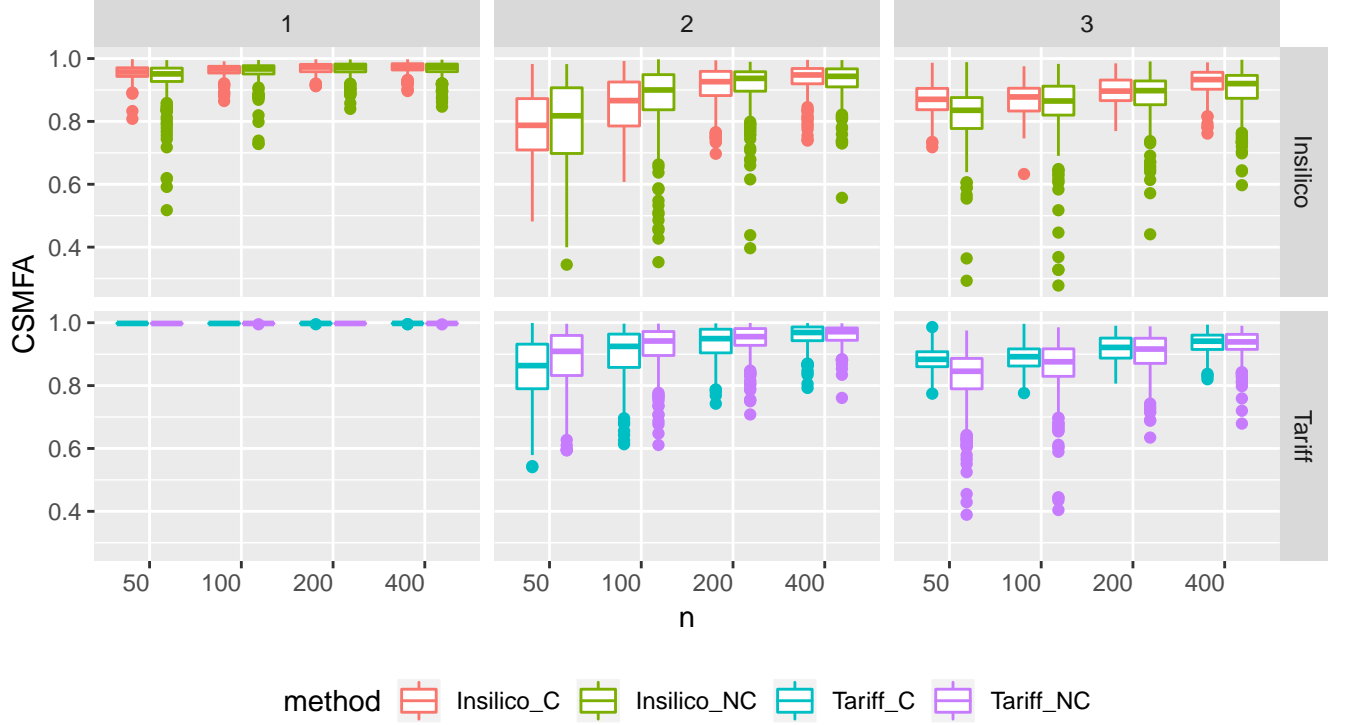 1 2 3
1.0
0.8
0.6
0.4
Insilico
CSMFA
1.0
0.8
0.6
0.4
Tariff
50 100 200 400 50 100 200 400 50 100 200 400
n
method Insilico_C Insilico_NC Tariff_C Tariff_NC